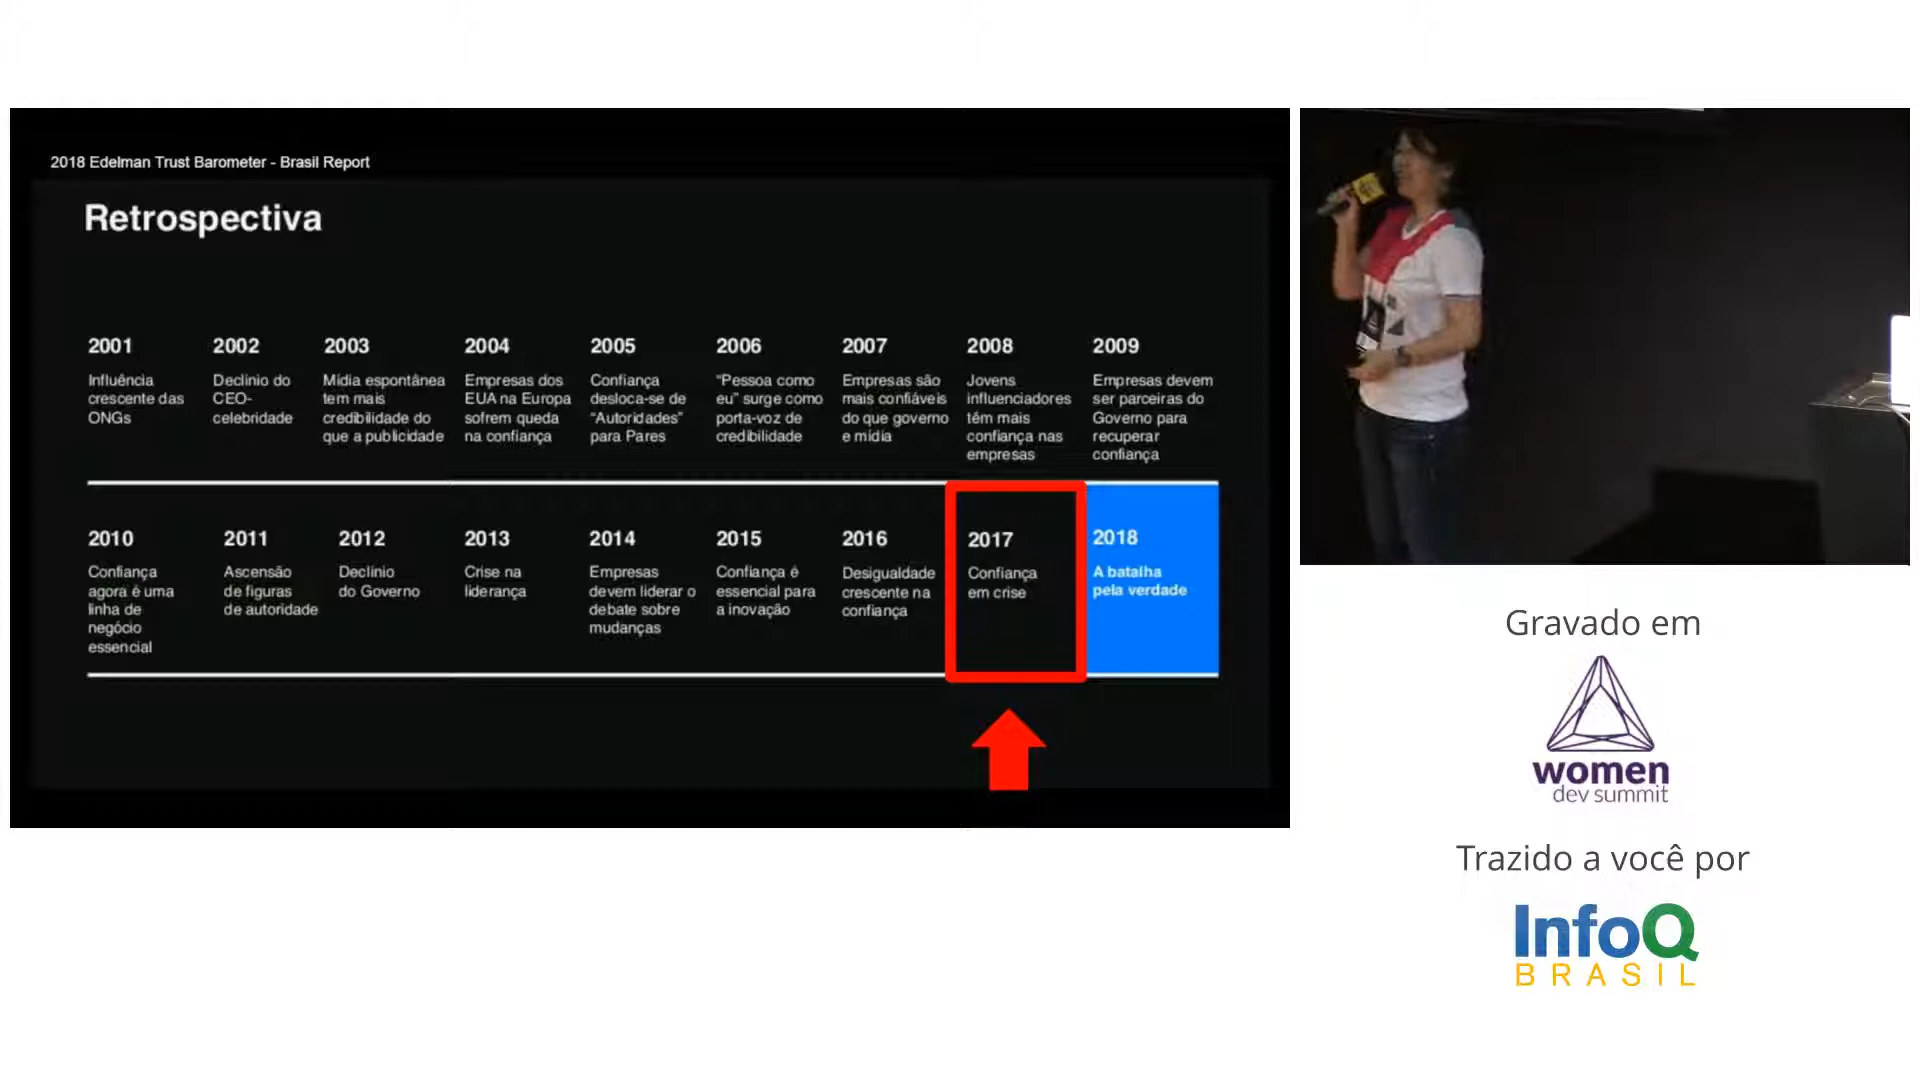 2018 Edelman Trust Barometer - Brasil Report
Retrospectiva
2001
Influência
crescente das
ONGs
2002
Declínio do
CEO-
celebridade
2003
Mídia espontânea
tem mais
credibilidade do
que a publicidade
2004
Empresas dos
EUA na Europa
sofrem queda
na confiança
2005
Confiança
desloca-se de
“Autoridades”
para Pares
2006
“Pessoa como
eu” surge como
porta-voz de
credibilidade
2007
Empresas são
mais confiáveis
do que governo
e mídia
2008
Jovens
influenciadores
têm mais
confiança nas
empresas
2009
Empresas devem
ser parceiras do
Governo para
recuperar
confiança
2010
Confiança
agora é uma
linha de
negócio
essencial
2011
Ascensão
de figuras
de autoridade
2012
Declínio
do Governo
2013
Crise na
liderança
2014
Empresas
devem liderar o
debate sobre
mudanças
2015
Confiança é
essencial para
a inovação
2016
Desigualdade
crescente na
confiança
2017
Confiança
em crise
2018
A batalha
pela verdade
Gravado em
women
dev summit
Trazido a você por
InfoQ
BRASIL